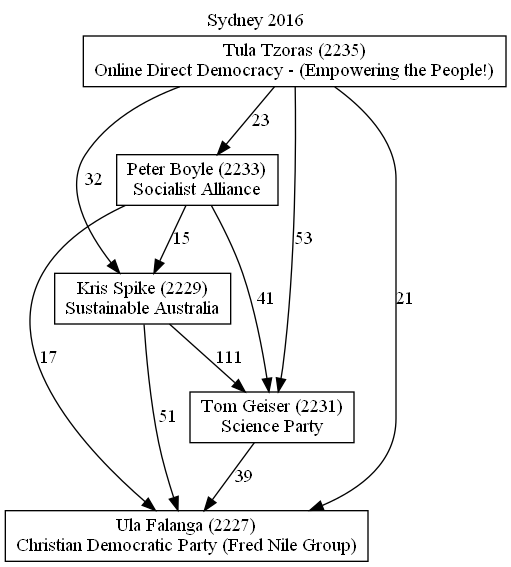 Sydney 2016
Tula Tzoras (2235)
Online Direct Democracy - (Empowering the People!)
23
Peter Boyle (2233)
Socialist Alliance
32
15
53
Kris Spike (2229)
Sustainable Australia
41
21
17
111
Tom Geiser (2231)
Science Party
51
39
Ula Falanga (2227)
Christian Democratic Party (Fred Nile Group)